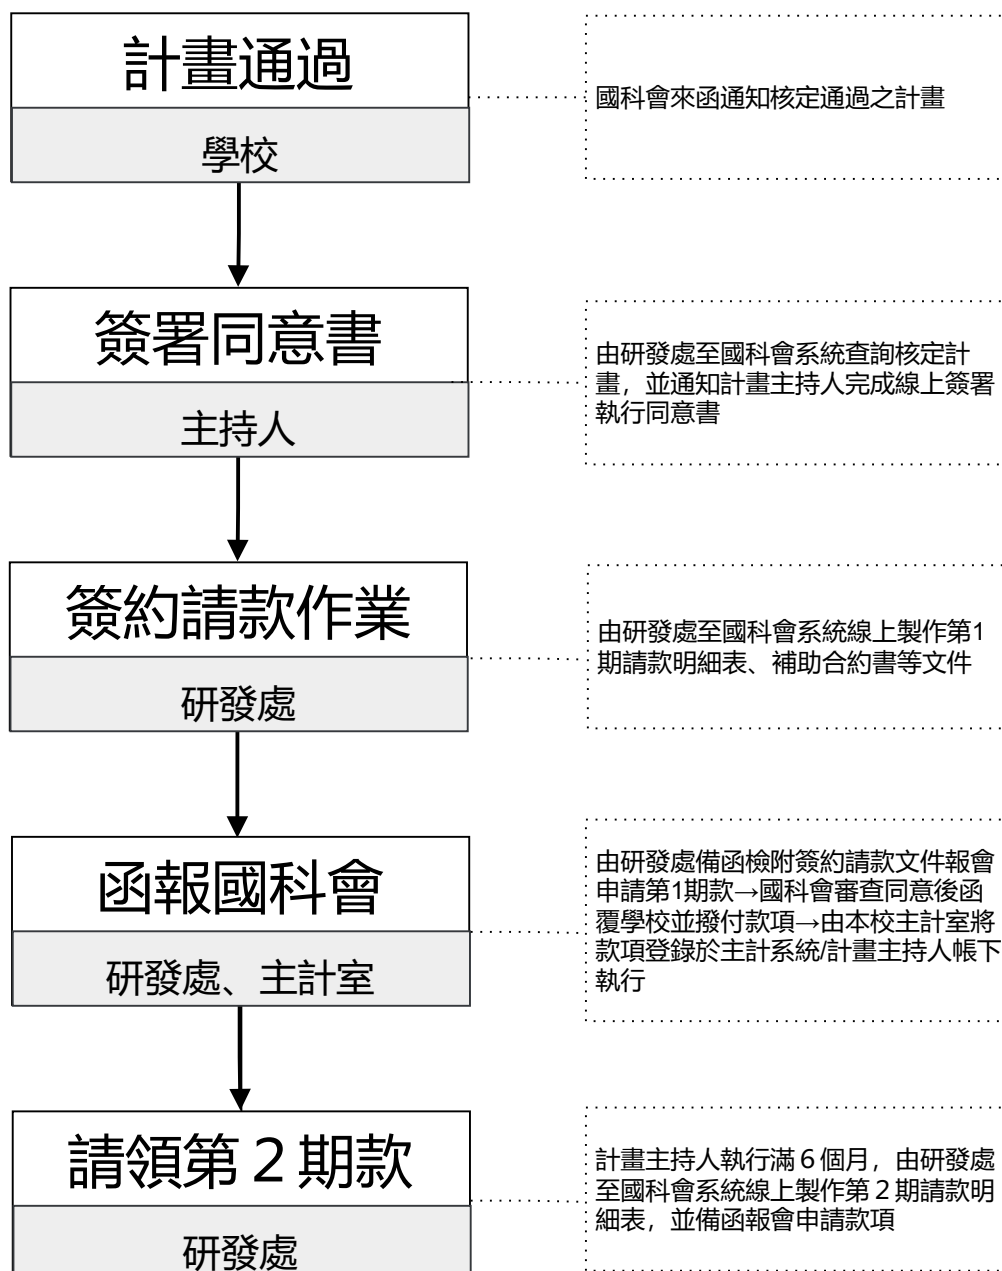 計畫通過
學校
國科會來函通知核定通過之計畫
簽署同意書
主持人
由研發處至國科會系統查詢核定計
畫，並通知計畫主持人完成線上簽署
執行同意書
簽約請款作業
研發處
由研發處至國科會系統線上製作第1
期請款明細表、補助合約書等文件
函報國科會
研發處、主計室
由研發處備函檢附簽約請款文件報會
申請第1期款→國科會審查同意後函
覆學校並撥付款項→由本校主計室將
款項登錄於主計系統/計畫主持人帳下
執行
請領第２期款
研發處
計畫主持人執行滿６個月，由研發處
至國科會系統線上製作第２期請款明
細表，並備函報會申請款項